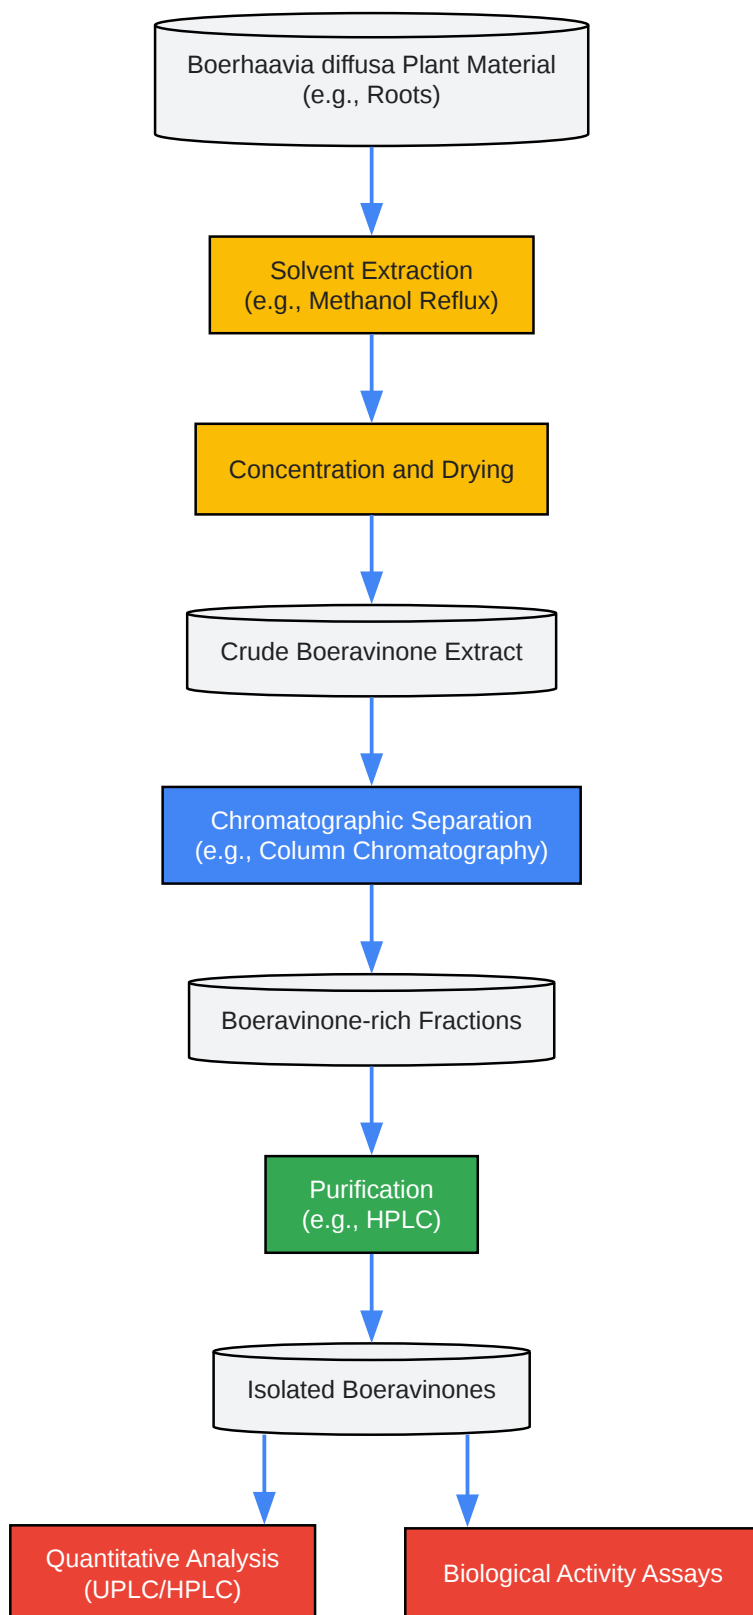 Boerhaavia diffusa Plant Material
(e.g., Roots)
Solvent Extraction
(e.g., Methanol Reflux)
Concentration and Drying
Crude Boeravinone Extract
Chromatographic Separation
(e.g., Column Chromatography)
Boeravinone-rich Fractions
Purification
(e.g., HPLC)
Isolated Boeravinones
Quantitative Analysis
(UPLC/HPLC)
Biological Activity Assays